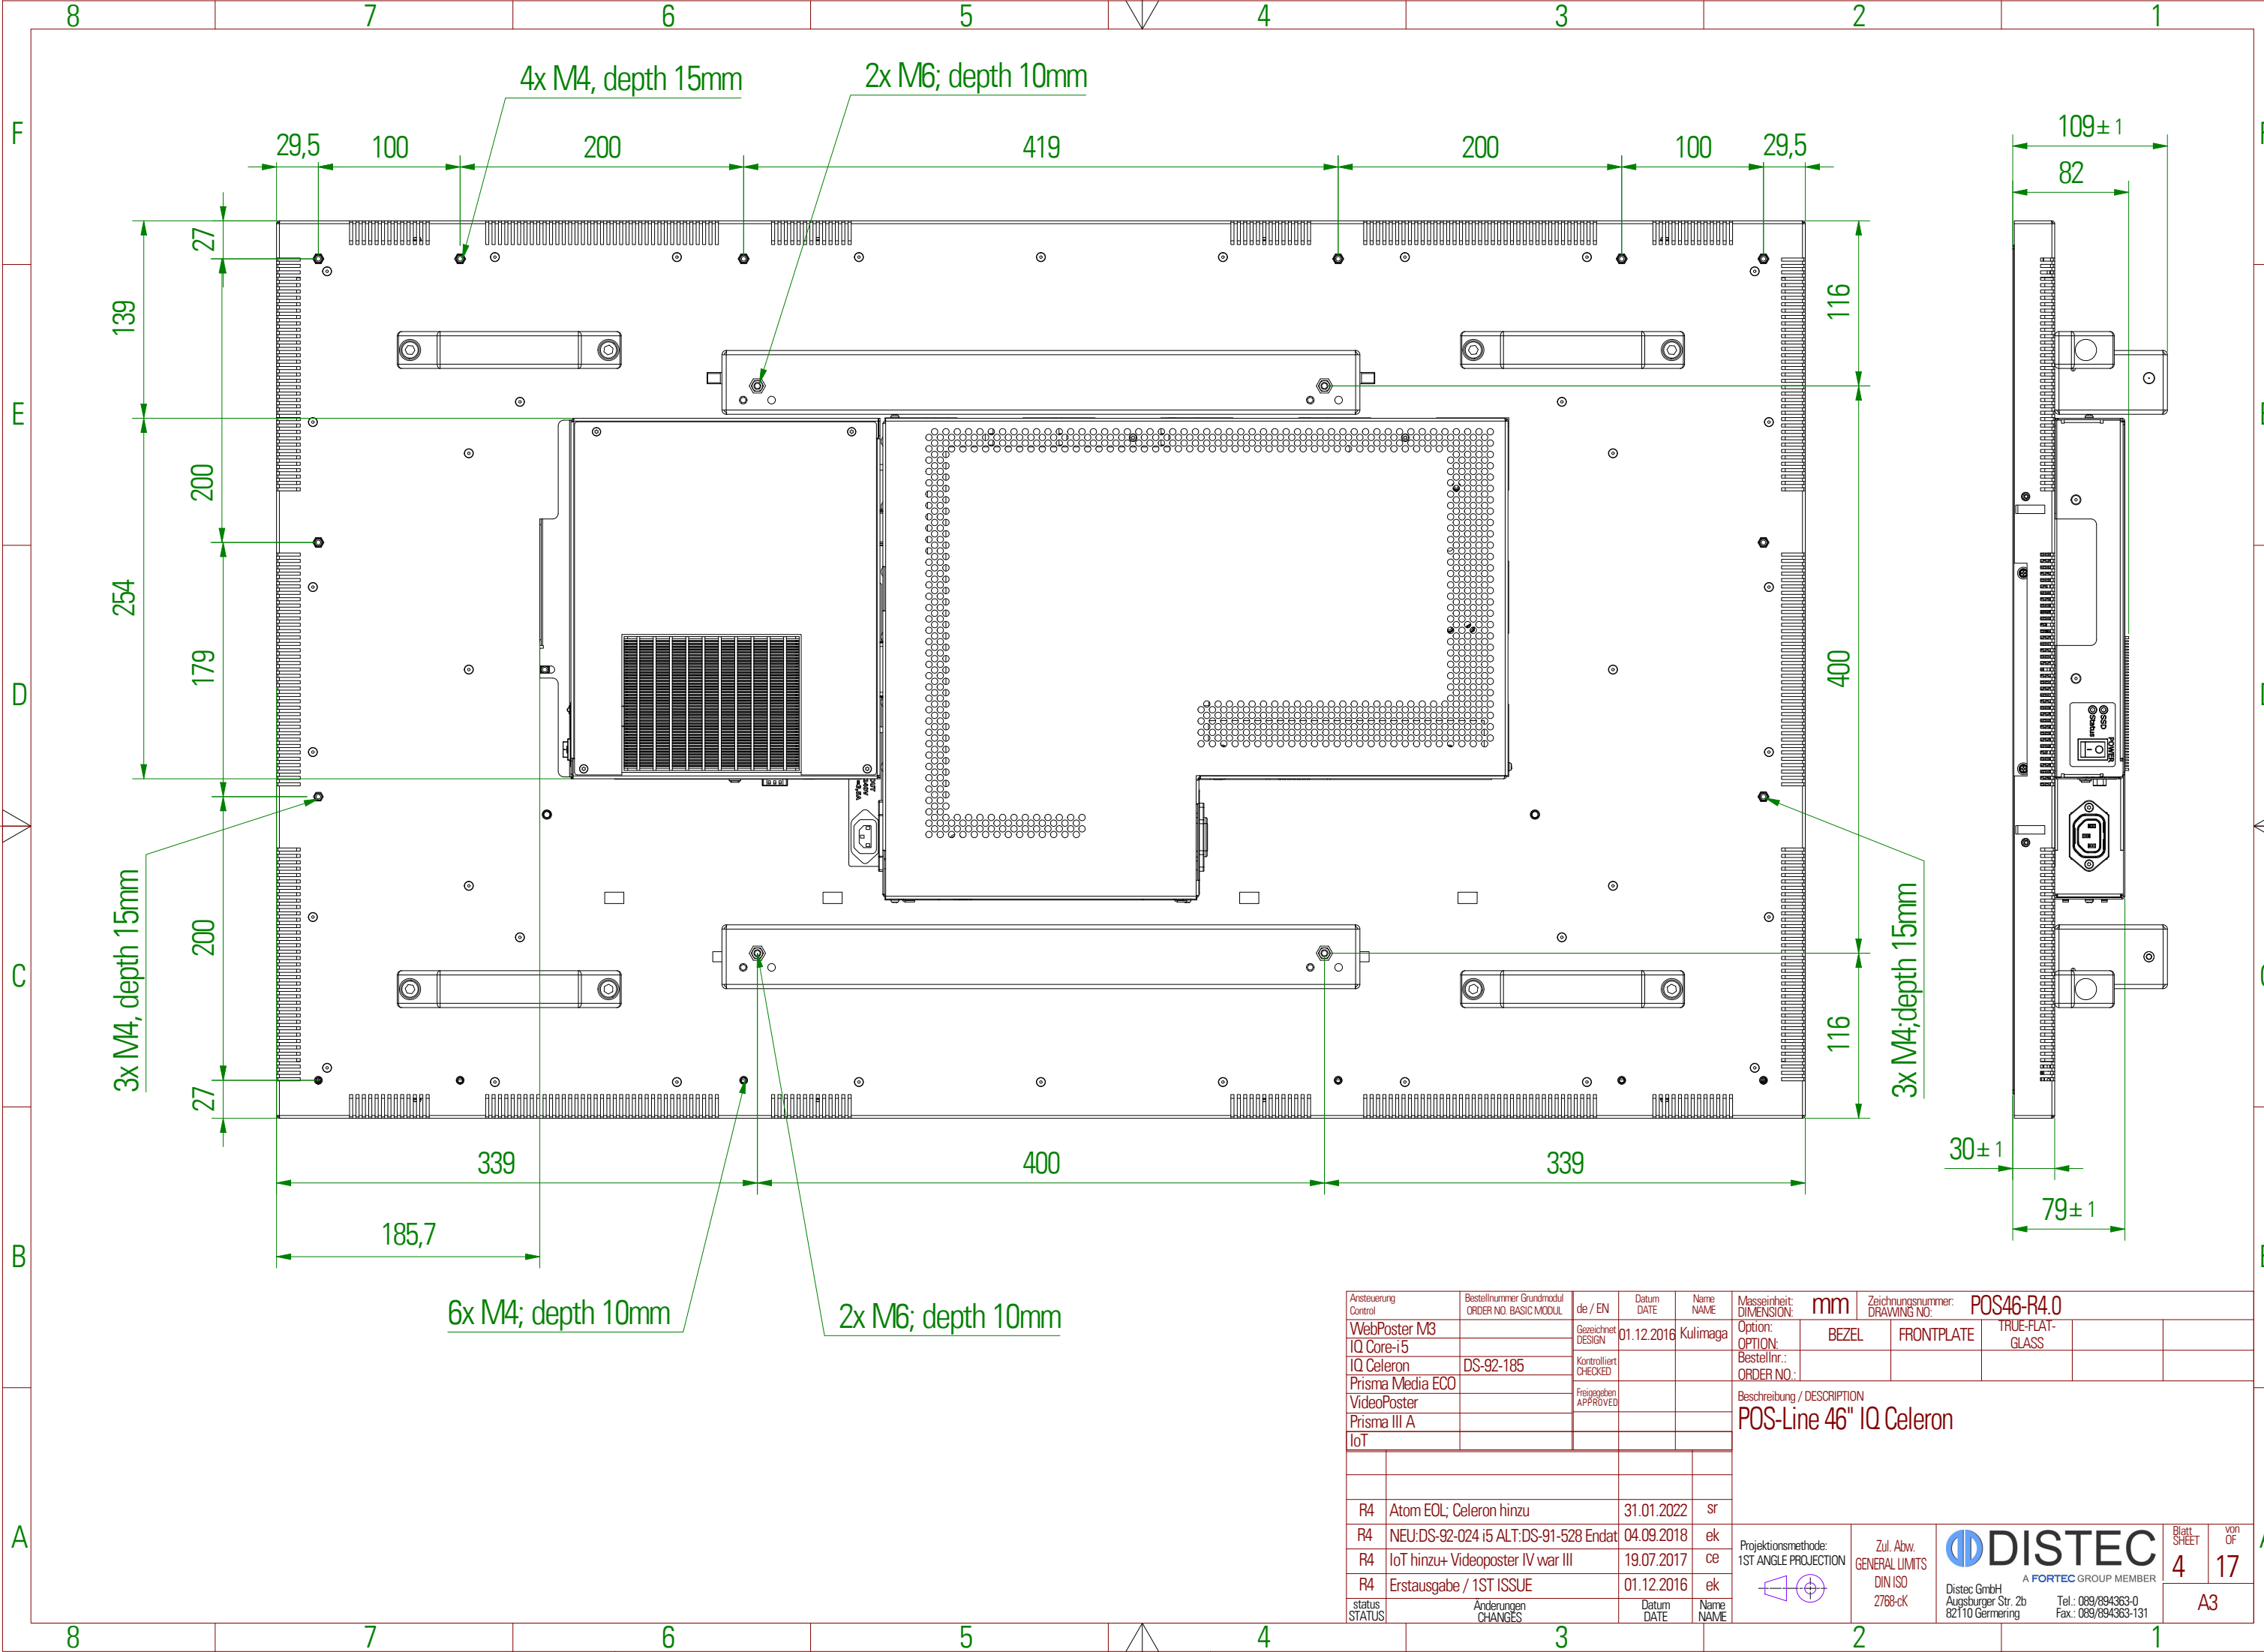 8 7 6 5 4 3 2 1
F
E
D
C
B
A
4x M4, depth 15mm
2x M6; depth 10mm
29,5 100 200 419 200 100 29,5
109±1
82
27
139
200
254
179
200
27
116
400
116
3x M4, depth 15mm
3x M4;depth 15mm
SSD
Status
POWER
339 400 339
185,7
30±1
79±1
6x M4; depth 10mm
2x M6; depth 10mm
Ansteuerung
Control
Bestellnummer Grundmodul
ORDER NO. BASIC MODUL
de / EN
Datum
DATE
Name
NAME
WebPoster M3
IQ Core-i5
IQ Celeron DS-92-185
Prisma Media ECO
VideoPoster
Prisma III A
IoT
Gezeichnet
DESIGN
01.12.2016 Kulimaga
Kontrolliert
CHECKED
Freigegeben
APPROVED
Masseinheit:
DIMENSION:
mm
Zeichnungsnummer:
DRAWING NO:
POS46-R4.0
Option:
OPTION:
BEZEL FRONTPLATE TRUE-FLAT-
GLASS
Bestellnr.:
ORDER NO.:
Beschreibung / DESCRIPTION
POS-Line 46" IQ Celeron
R4 Atom EOL; Celeron hinzu 31.01.2022 sr
R4 NEU:DS-92-024 i5 ALT:DS-91-528 Endat 04.09.2018 ek
R4 IoT hinzu+ Videoposter IV war III 19.07.2017 ce
R4 Erstausgabe / 1ST ISSUE 01.12.2016 ek
status
STATUS
Änderungen
CHANGES
Datum
DATE
Name
NAME
Projektionsmethode:
1ST ANGLE PROJECTION
Zul. Abw.
GENERAL LIMITS
DIN ISO
2768-cK
DISTEC
A FORTEC GROUP MEMBER
Distec GmbH
Augsburger Str. 2b Tel.: 089/894363-0
82110 Germering Fax.: 089/894363-131
Blatt
SHEET
4
von
OF
17
A3
8 7 6 5 4 3 2 1